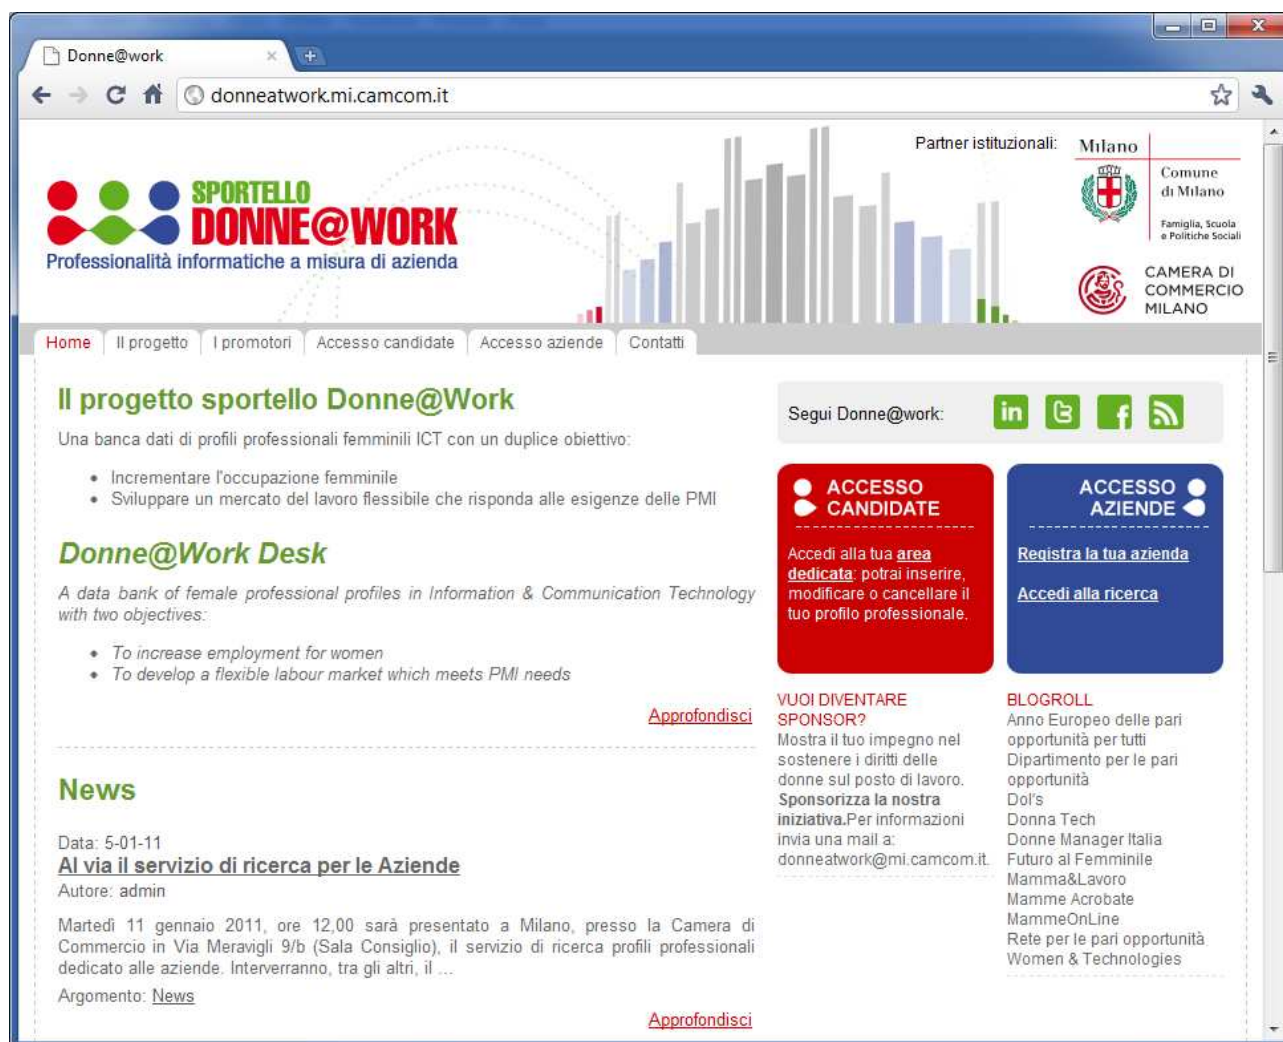 Donne@work
donneatwork.mi.camcom.it
SPORTELLO
DONNE@WORK
Professionalità informatiche a misura di azienda
Partner istituzionali:
Milano
Comune
di Milano
Famiglia, Scuola
e Politiche Sociali
CAMERA DI
COMMERCIO
MILANO
Home
Il progetto
I promotori
Accesso candidate
Accesso aziende
Contatti
Il progetto sportello Donne@Work
Una banca dati di profili professionali femminili ICT con un duplice obiettivo:
Incrementare l'occupazione femminile
Sviluppare un mercato del lavoro flessibile che risponda alle esigenze delle PMI
Donne@Work Desk
A data bank of female professional profiles in Information & Communication Technology
with two objectives:
To increase employment for women
To develop a flexible labour market which meets PMI needs
Approfondisci
News
Data: 5-01-11
Al via il servizio di ricerca per le Aziende
Autore: admin
Martedì 11 gennaio 2011, ore 12,00 sarà presentato a Milano, presso la Camera di
Commercio in Via Meravigli 9/b (Sala Consiglio), il servizio di ricerca profili professionali
dedicato alle aziende. Interverranno, tra gli altri, il ...
Argomento: News
Approfondisci
Segui Donne@work:
in
ACCESSO
CANDIDATE
Accedi alla tua area
dedicata: potrai inserire,
modificare o cancellare il
tuo profilo professionale.
ACCESSO
AZIENDE
Registra la tua azienda
Accedi alla ricerca
VUOI DIVENTARE
SPONSOR?
Mostra il tuo impegno nel
sostenere i diritti delle
donne sul posto di lavoro.
Sponsorizza la nostra
iniziativa.Per informazioni
invia una mail a:
donneatwork@mi.camcom.it.
BLOGROLL
Anno Europeo delle pari
opportunità per tutti
Dipartimento per le pari
opportunità
Dol's
Donna Tech
Donne Manager Italia
Futuro al Femminile
Mamma&Lavoro
Mamme Acrobate
MammeOnLine
Rete per le pari opportunità
Women & Technologies